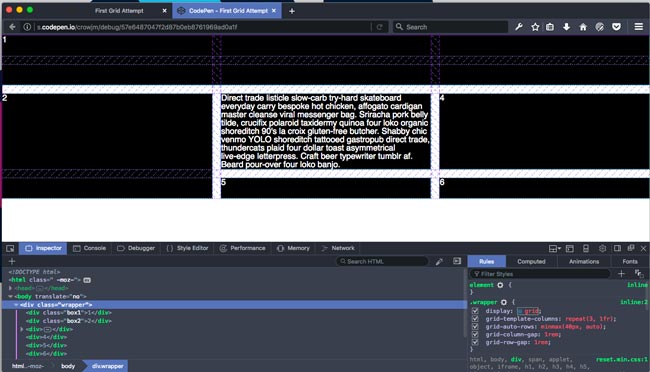 First Grid Attempt
CodePen - First Grid Attempt
s.codepen.io/crowjm/debug/57e6487047f2d87b0eb8761969ad0a1f
Search
1
2
Direct trade listicle slow-carb try-hard skateboard
everyday carry bespoke hot chicken, affogato cardigan
master cleanse viral messenger bag. Sriracha pork belly
tilde, crucifix polaroid taxidermy quinoa four loko organic
shoreditch 90's la croix gluten-free butcher. Shabby chic
venmo YOLO shoreditch tattooed gastropub direct trade,
thundercats plaid four dollar toast asymmetrical
live-edge letterpress. Craft beer typewriter tumblr af.
Beard pour-over four loko banjo.
4
5
6
Inspector
Console
Debugger
{ } Style Editor
Performance
Memory
Network
Search HTML
<!DOCTYPE html>
<html class=" -moz-"> ev
<head>…</head>
<body translate="no">
<div class="wrapper">
<div class="box1">1</div>
<div class="box2">2</div>
<div>…</div>
<div>4</div>
<div>5</div>
<div>6</div>
html.-moz-
body
div.wrapper
Rules
Computed
Animations
Fonts
Filter Styles
element { inline
}
.wrapper { inline:2
display: grid;
grid-template-columns: repeat(3, 1fr);
grid-auto-rows: minmax(40px, auto);
grid-column-gap: 1rem;
grid-row-gap: 1rem;
}
html, body, div, span, applet, reset.min.css:1
object, iframe, h1, h2, h3, h4, h5,